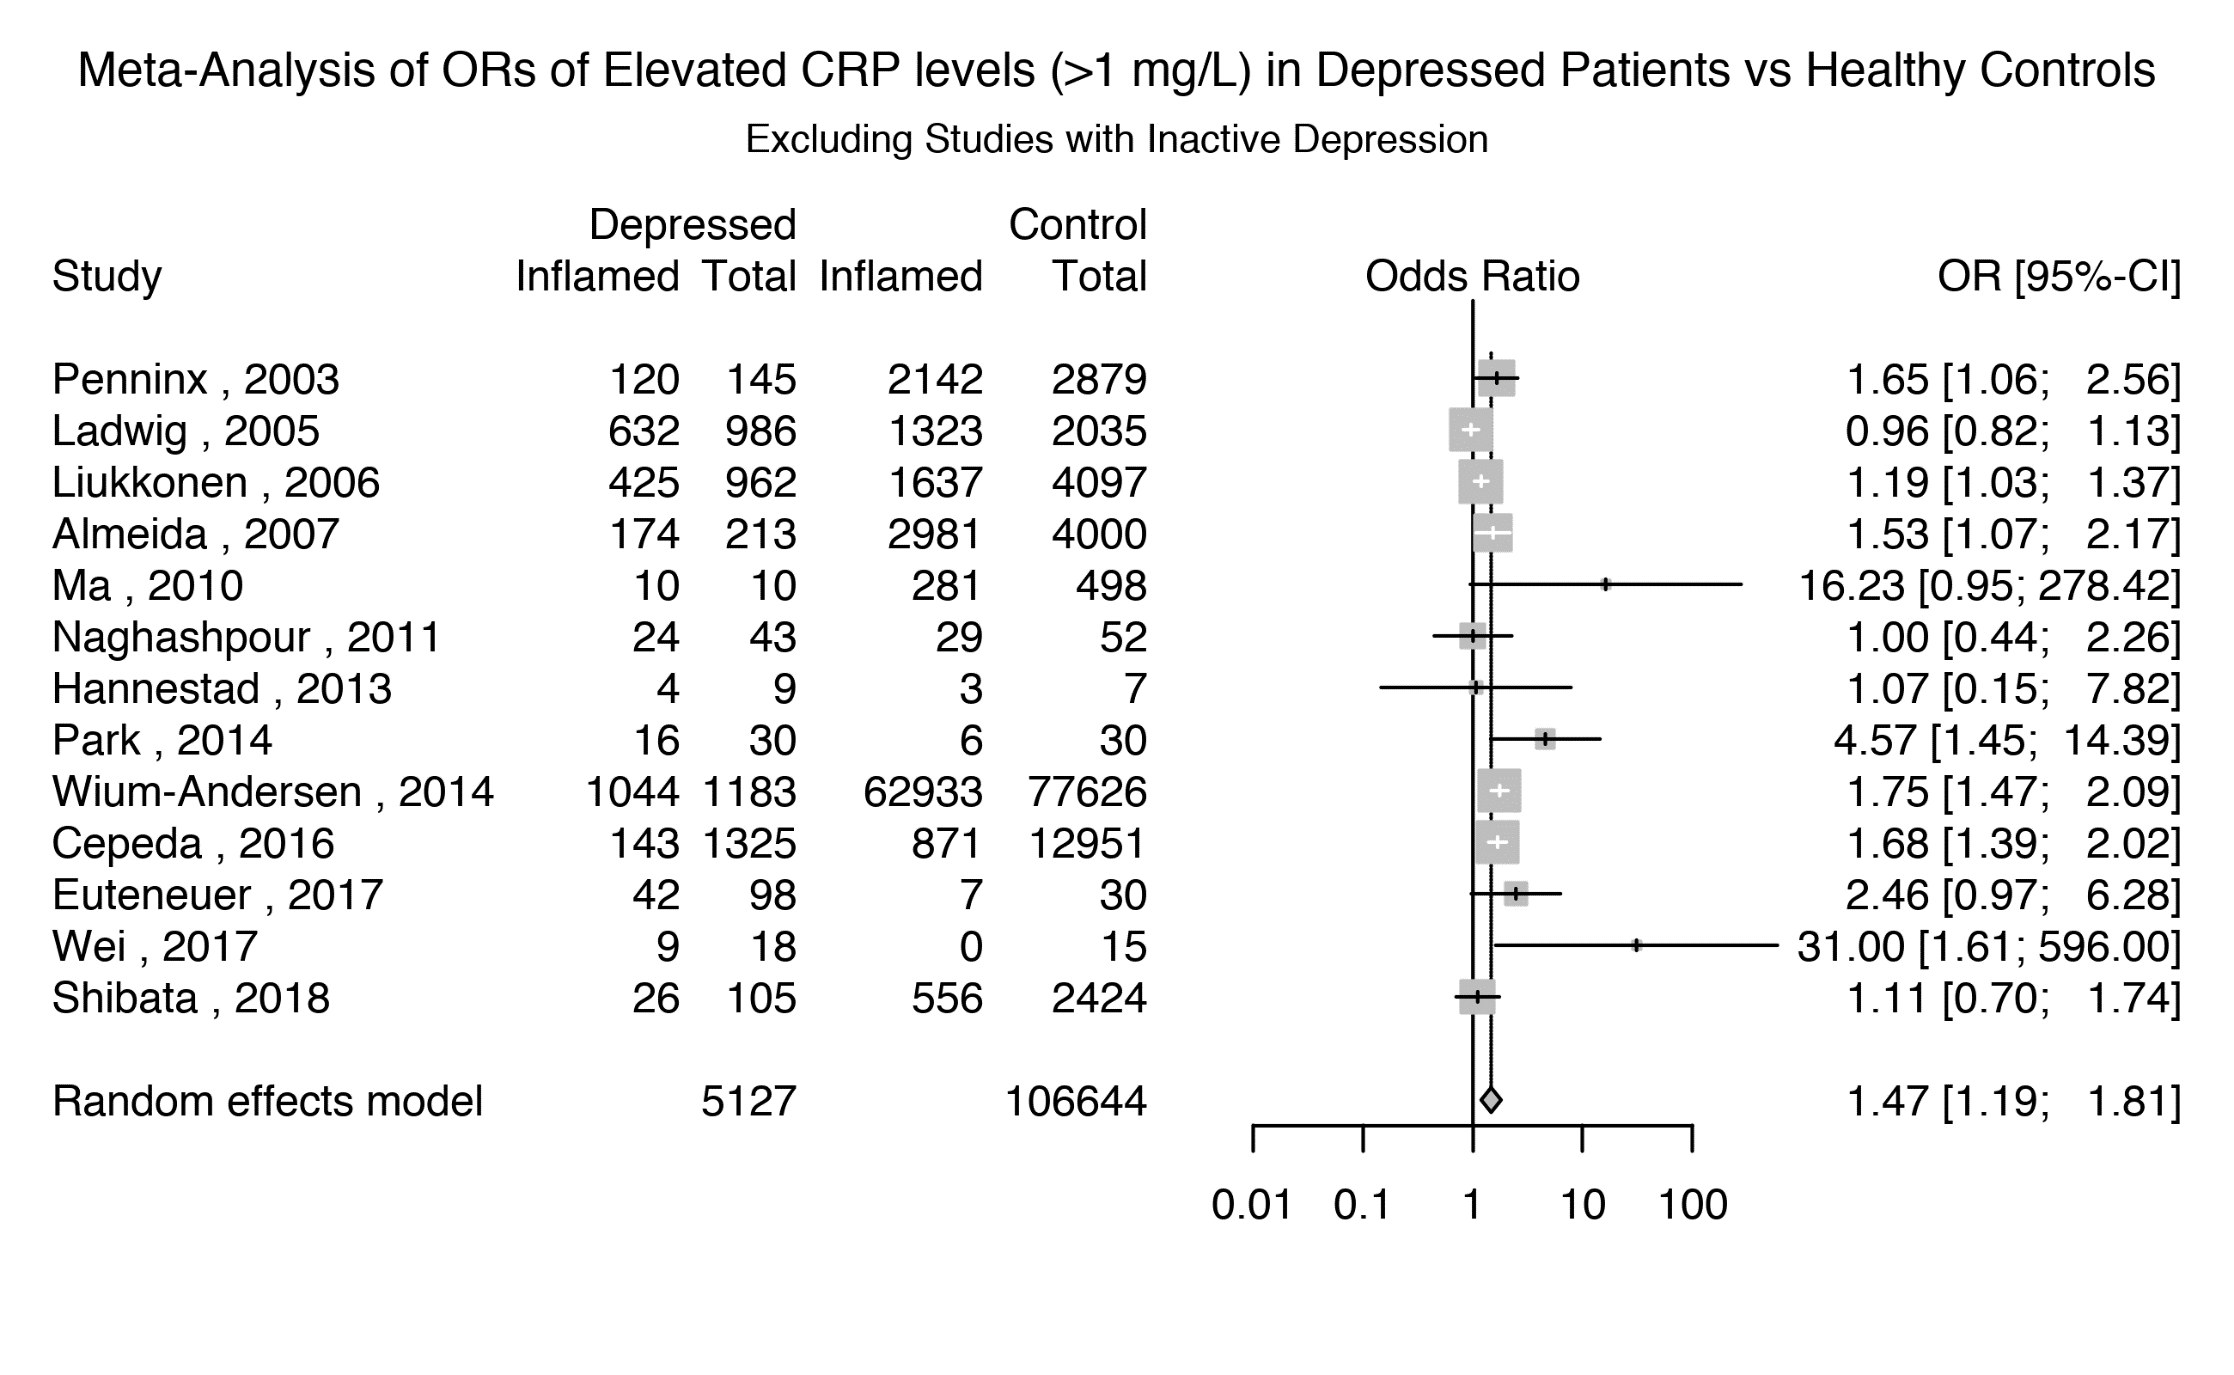 Meta-Analysis of ORs of Elevated CRP levels (>1 mg/L) in Depressed Patients vs Healthy Controls
Excluding Studies with Inactive Depression
Depressed Control
Study Inflamed Total Inflamed Total Odds Ratio OR [95%-CI]
Penninx , 2003 120 145 2142 2879 1.65 [1.06; 2.56]
Ladwig , 2005 632 986 1323 2035 0.96 [0.82; 1.13]
Liukkonen , 2006 425 962 1637 4097 1.19 [1.03; 1.37]
Almeida , 2007 174 213 2981 4000 1.53 [1.07; 2.17]
Ma , 2010 10 10 281 498 16.23 [0.95; 278.42]
Naghashpour , 2011 24 43 29 52 1.00 [0.44; 2.26]
Hannestad , 2013 4 9 3 7 1.07 [0.15; 7.82]
Park , 2014 16 30 6 30 4.57 [1.45; 14.39]
Wium-Andersen , 2014 1044 1183 62933 77626 1.75 [1.47; 2.09]
Cepeda , 2016 143 1325 871 12951 1.68 [1.39; 2.02]
Euteneuer , 2017 42 98 7 30 2.46 [0.97; 6.28]
Wei , 2017 9 18 0 15 31.00 [1.61; 596.00]
Shibata , 2018 26 105 556 2424 1.11 [0.70; 1.74]
Random effects model 5127 106644 1.47 [1.19; 1.81]
0.01 0.1 1 10 100